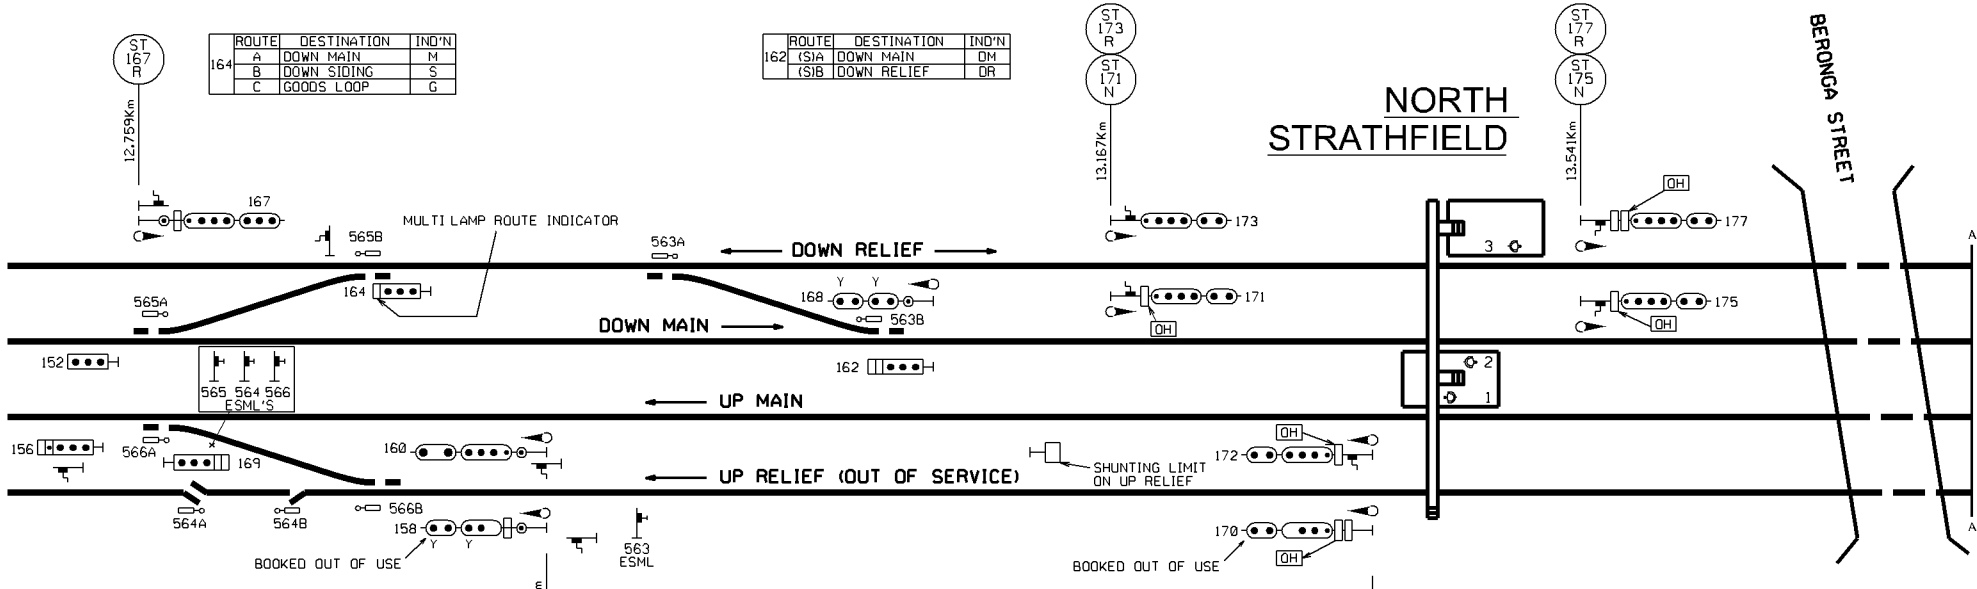 ST
167
R
12.759Km
ROUTE DESTINATION IND'N
164
A DOWN MAIN M
B DOWN SIDING S
C GOODS LOOP G
ROUTE DESTINATION IND'N
162
(S)A DOWN MAIN DM
(S)B DOWN RELIEF DR
ST
173
R
ST
171
N
13.167Km
NORTH
STRATHFIELD
ST
177
R
ST
175
N
13.541Km
BERONGA STREET
167
MULTI LAMP ROUTE INDICATOR
565B
563A
DOWN RELIEF
173
OH
177
3
A
565A
164
Y Y
168
563B
171
OH
175
OH
DOWN MAIN
152
565 564 566
ESML'S
162
2
1
UP MAIN
156
566A
169
160
OH
172
SHUNTING LIMIT
ON UP RELIEF
UP RELIEF (OUT OF SERVICE)
564A
564B
566B
158
Y Y
BOOKED OUT OF USE
563
ESML
170
OH
BOOKED OUT OF USE
A
m